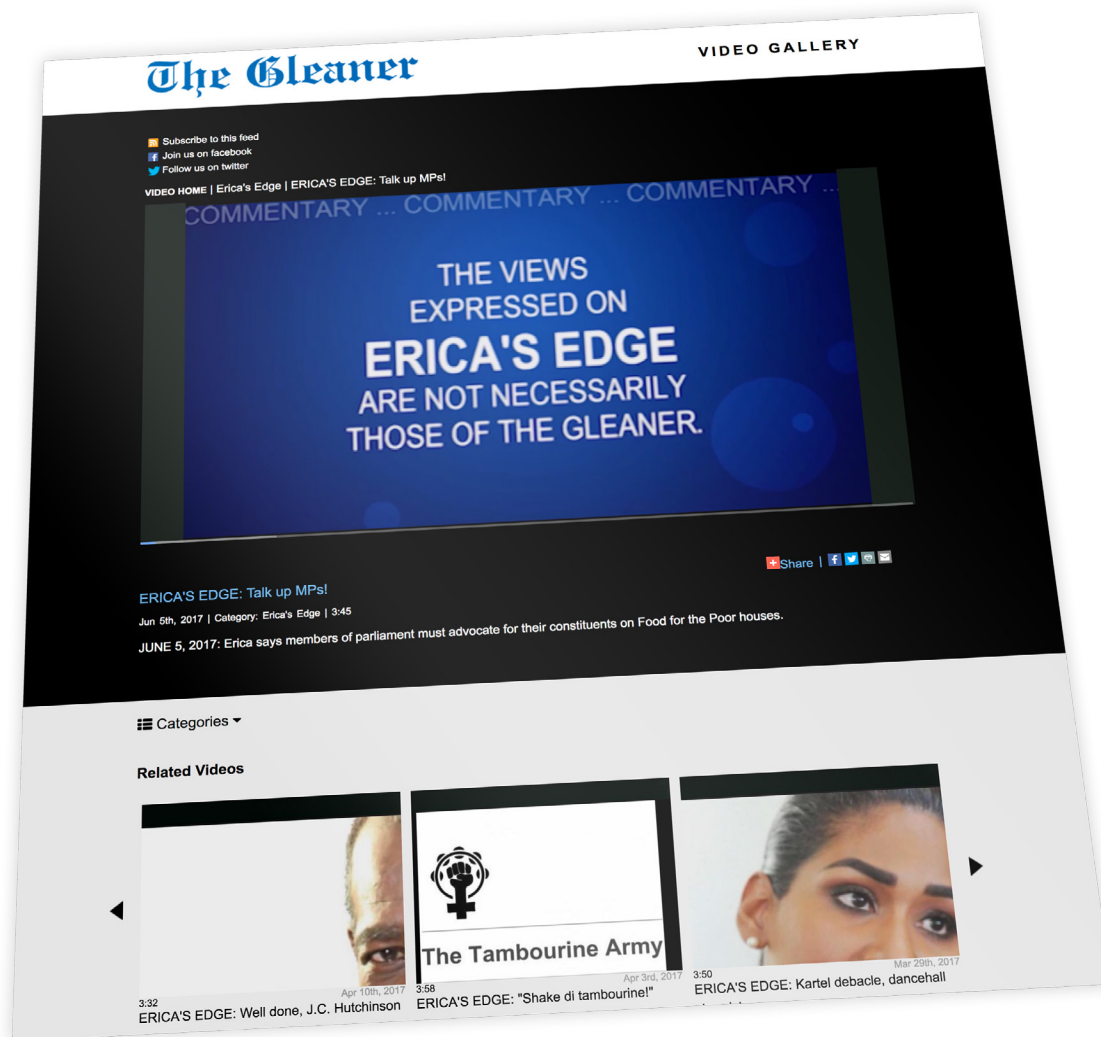 The Gleaner
VIDEO GALLERY
Subscribe to this feed
Join us on facebook
Follow us on twitter
VIDEO HOME | Erica's Edge | ERICA'S EDGE: Talk up MPs!
COMMENTARY ... COMMENTARY ... COMMENTARY ...
THE VIEWS
EXPRESSED ON
ERICA'S EDGE
ARE NOT NECESSARILY
THOSE OF THE GLEANER.
Share |
ERICA'S EDGE: Talk up MPs!
Jun 5th, 2017 | Category: Erica's Edge | 3:45
JUNE 5, 2017: Erica says members of parliament must advocate for their constituents on Food for the Poor houses.
Categories
Related Videos
The Tambourine Army
3:32
Apr 10th, 2017
ERICA'S EDGE: Well done, J.C. Hutchinson
3:58
Apr 3rd, 2017
ERICA'S EDGE: "Shake di tambourine!"
3:50
Mar 29th, 2017
ERICA'S EDGE: Kartel debacle, dancehall